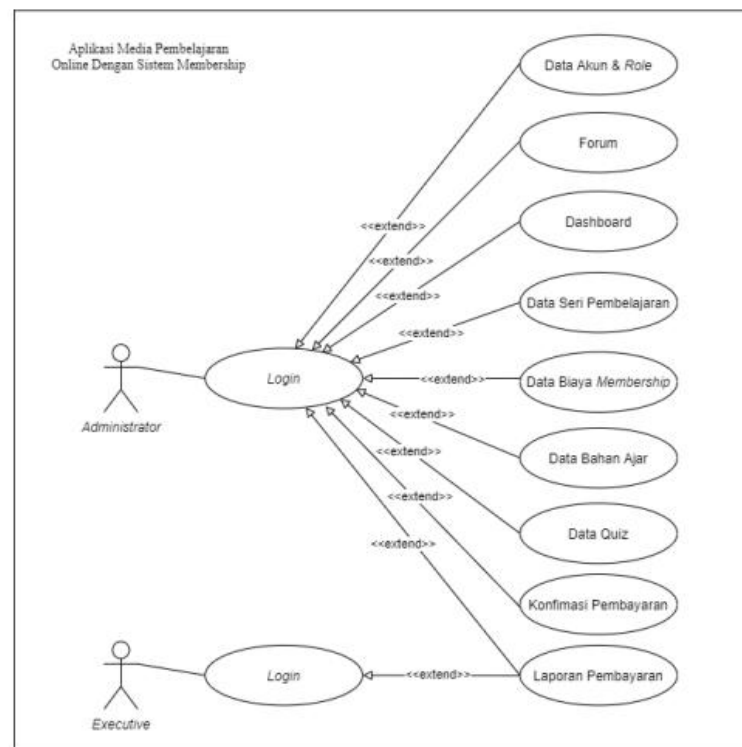 Aplikasi Media Pembelajaran
Online Dengan Sistem Membership
Data Akun & Role
Forum
<<extend>>
Dashboard
<<extend>>
<<extend>>
Data Seri Pembelajaran
<<extend>>
Login
<<extend>>
Data Biaya Membership
Administrator
<<extend>>
Data Bahan Ajar
<<extend>>
<<extend>>
Data Quiz
<<extend>>
Konfimasi Pembayaran
Login
<<extend>>
Laporan Pembayaran
Executive